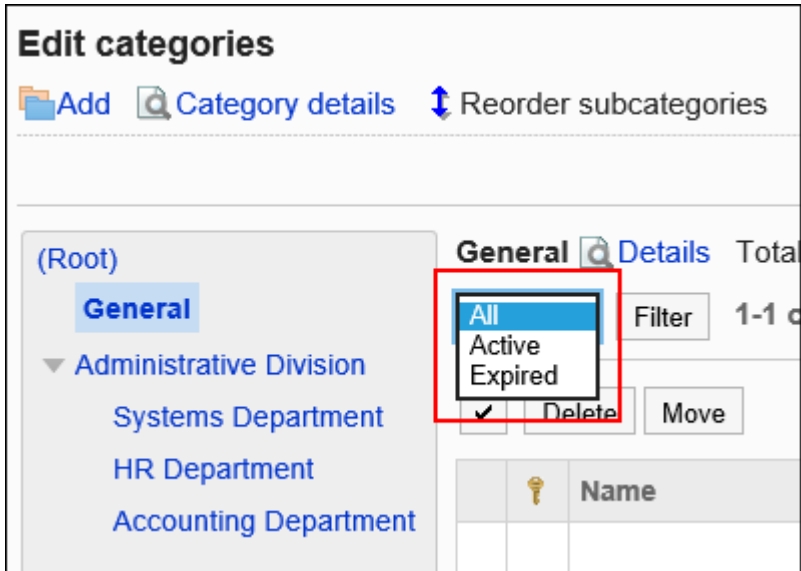 Edit categories
Add Category details Reorder subcategories
(Root)
General
Administrative Division
Systems Department
HR Department
Accounting Department
General Details Total
All
Active
Expired
Filter 1-1
Delete Move
Name